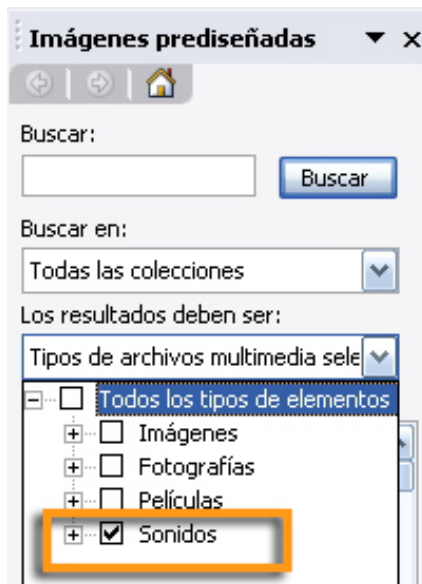 Imágenes prediseñadas
Buscar:
Buscar
Buscar en:
Todas las colecciones
Los resultados deben ser:
Tipos de archivos multimedia sele
Todos los tipos de elementos
Imágenes
Fotografías
Películas
Sonidos